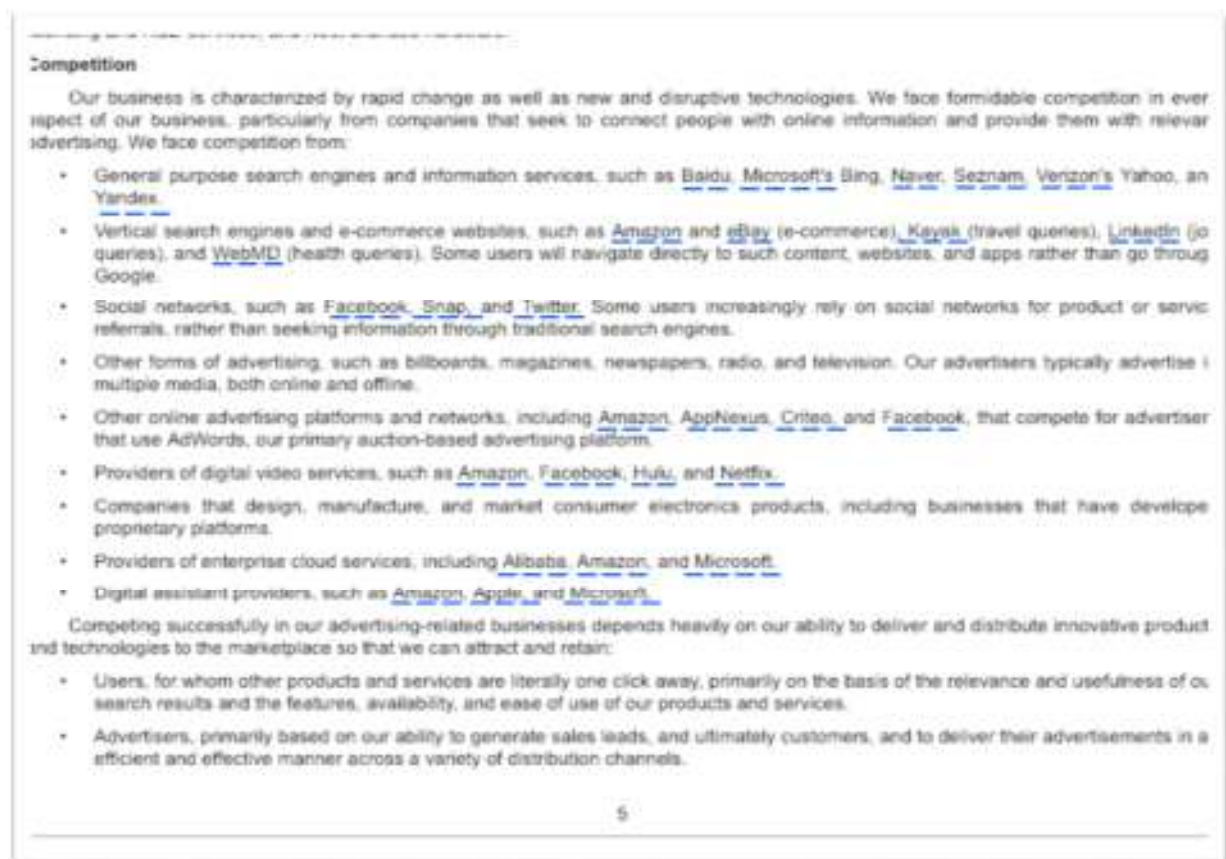 Competition
Our business is characterized by rapid change as well as new and disruptive technologies. We face formidable competition in ever
aspect of our business, particularly from companies that seek to connect people with online information and provide them with relevan
advertising. We face competition from:
• General purpose search engines and information services, such as Baidu, Microsoft's Bing, Naver, Seznam, Verizon's Yahoo, an
Yandex.
• Vertical search engines and e-commerce websites, such as Amazon and eBay (e-commerce), Kayak (travel queries), LinkedIn (jo
queries), and WebMD (health queries). Some users will navigate directly to such content, websites, and apps rather than go throug
Google.
• Social networks, such as Facebook, Snap, and Twitter. Some users increasingly rely on social networks for product or servic
referrals, rather than seeking information through traditional search engines.
• Other forms of advertising, such as billboards, magazines, newspapers, radio, and television. Our advertisers typically advertise i
multiple media, both online and offline.
• Other online advertising platforms and networks, including Amazon, AppNexus, Criteo, and Facebook, that compete for advertiser
that use AdWords, our primary auction-based advertising platform.
• Providers of digital video services, such as Amazon, Facebook, Hulu, and Netflix.
• Companies that design, manufacture, and market consumer electronics products, including businesses that have develope
proprietary platforms.
• Providers of enterprise cloud services, including Alibaba, Amazon, and Microsoft.
• Digital assistant providers, such as Amazon, Apple, and Microsoft.
Competing successfully in our advertising-related businesses depends heavily on our ability to deliver and distribute innovative product
and technologies to the marketplace so that we can attract and retain:
• Users, for whom other products and services are literally one click away, primarily on the basis of the relevance and usefulness of ou
search results and the features, availability, and ease of use of our products and services.
• Advertisers, primarily based on our ability to generate sales leads, and ultimately customers, and to deliver their advertisements in a
efficient and effective manner across a variety of distribution channels.
5